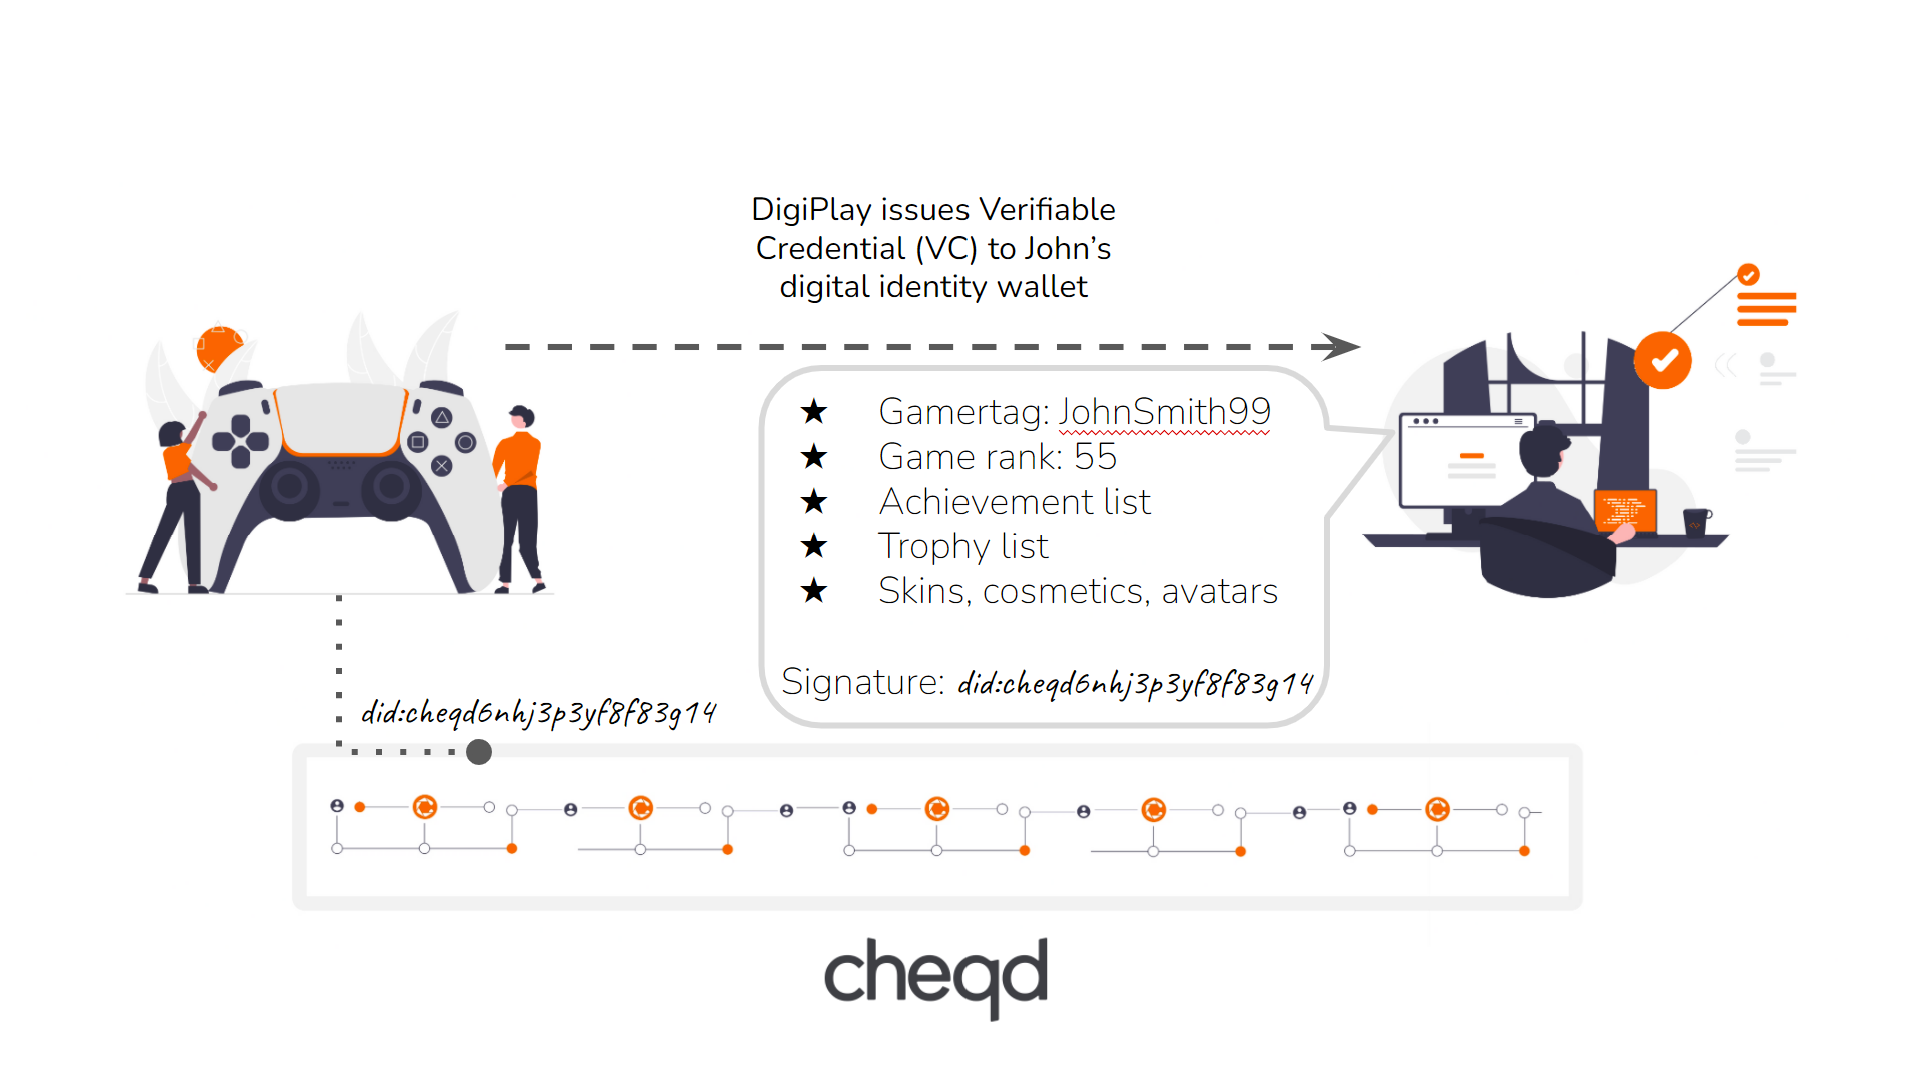 DigiPlay issues Verifiable
Credential (VC) to John’s
digital identity wallet
★ Gamertag: JohnSmith99
★ Game rank: 55
★ Achievement list
★ Trophy list
★ Skins, cosmetics, avatars
Signature: did:cheqd6nhj3p3yf8f83g14
did:cheqd6nhj3p3yf8f83g14
cheqd